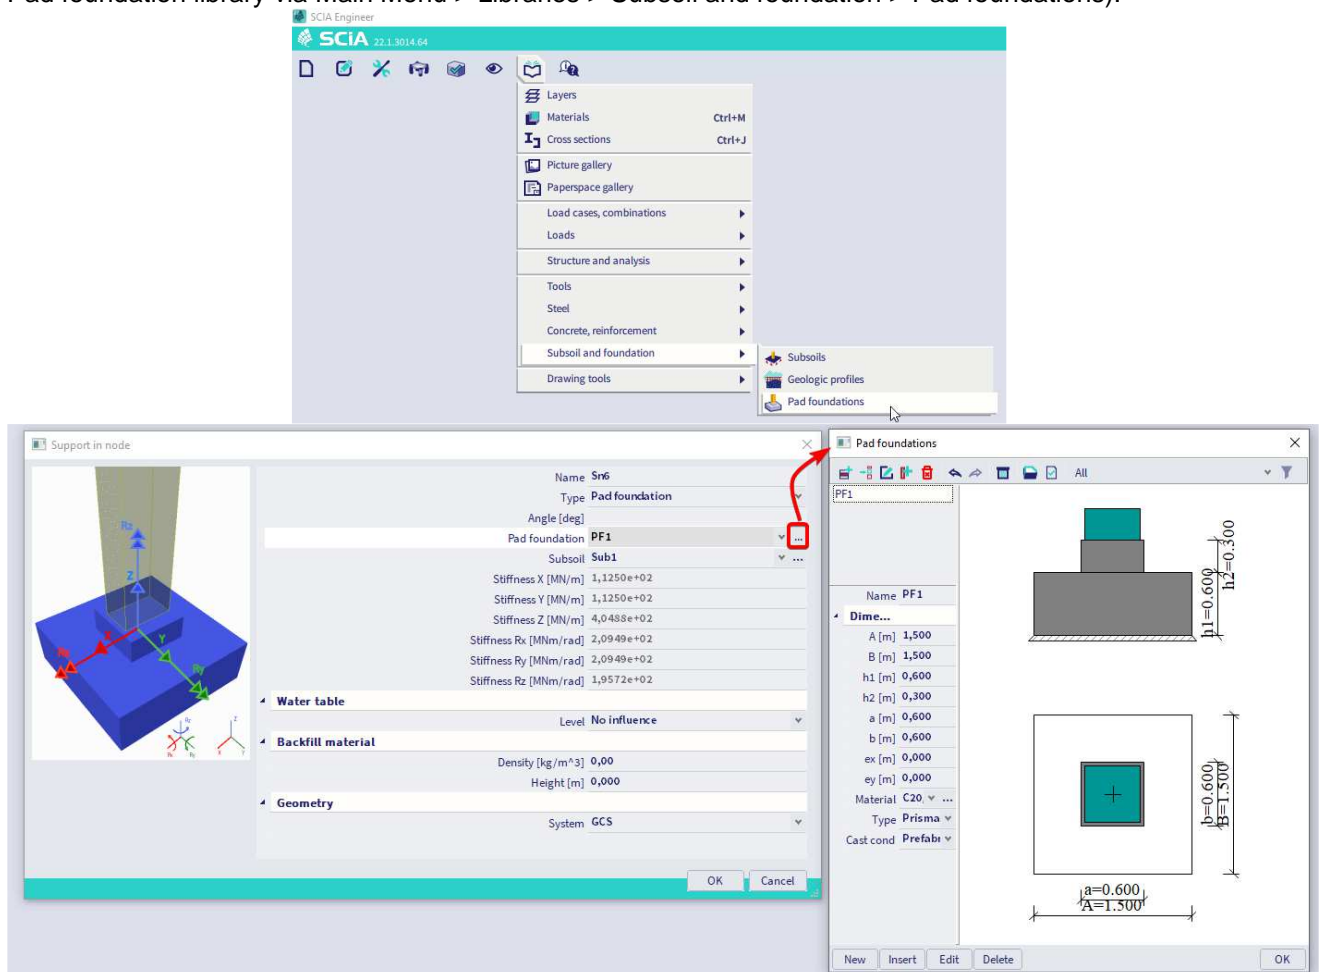 Pad foundation library via Main Menu > Libraries > Subsoil and foundation > Pad foundations).
SCIA Engineer
SCiA 22.1.3014.64
Layers
Materials Ctrl+M
Cross sections Ctrl+J
Picture gallery
Paperspace gallery
Load cases, combinations
Loads
Structure and analysis
Tools
Steel
Concrete, reinforcement
Subsoil and foundation
Drawing tools
Subsoils
Geologic profiles
Pad foundations
Support in node
Name Sn6
Type Pad foundation
Angle [deg]
Pad foundation PF1 ...
Subsoil Sub1 ...
Stiffness X [MN/m] 1,1250e+02
Stiffness Y [MN/m] 1,1250e+02
Stiffness Z [MN/m] 4,0488e+02
Stiffness Rx [MNm/rad] 2,0949e+02
Stiffness Ry [MNm/rad] 2,0949e+02
Stiffness Rz [MNm/rad] 1,9572e+02
Water table
Level No influence
Backfill material
Density [kg/m^3] 0,00
Height [m] 0,000
Geometry
System GCS
OK Cancel
Rz
Z
X
Y
Rx
Ry
Pad foundations
All
PF1
Name PF1
Dime...
A [m] 1,500
B [m] 1,500
h1 [m] 0,600
h2 [m] 0,300
a [m] 0,600
b [m] 0,600
ex [m] 0,000
ey [m] 0,000
Material C20, ...
Type Prisma
Cast cond Prefab
h2=0.300
h1=0.600
b=0.600
B=1.500
a=0.600
A=1.500
New Insert Edit Delete OK